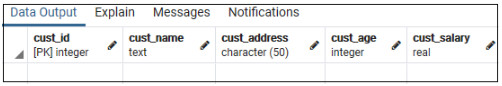 Data Output Explain Messages Notifications
cust_id cust_name cust_address cust_age cust_salary
[PK] integer text character (50) integer real